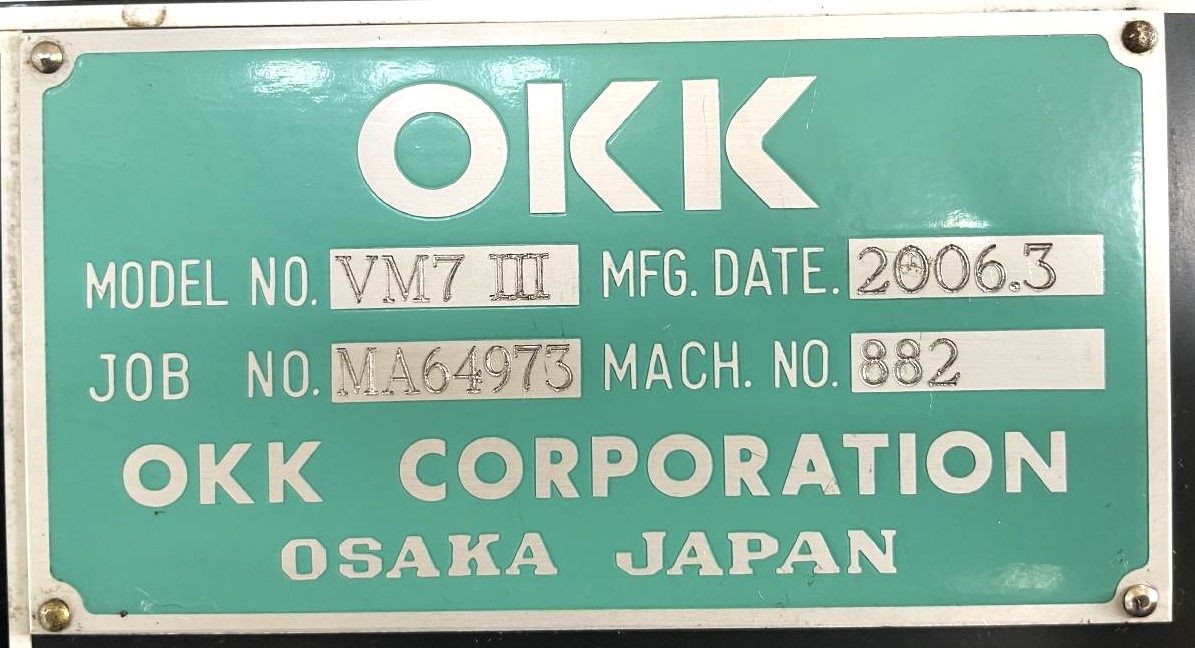 OKK
MODEL NO. VM7 III MFG. DATE. 2006.3
JOB NO. MA64973 MACH. NO. 882
OKK CORPORATION
OSAKA JAPAN